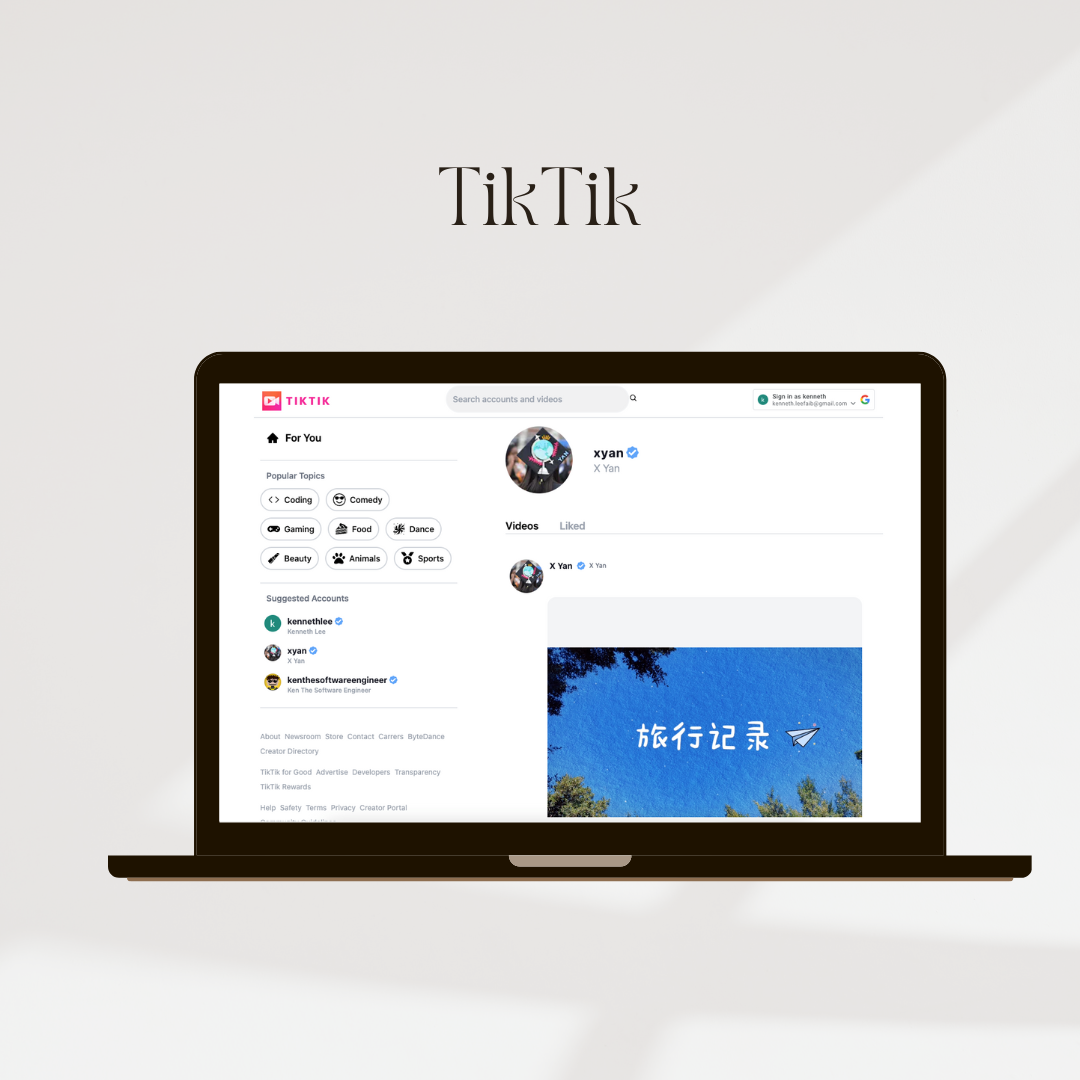 TikTik
TIKTIK
Search accounts and videos
Sign in as kenneth
kenneth.leefaib@gmail.com
For You
Popular Topics
Coding Comedy
Gaming Food Dance
Beauty Animals Sports
Suggested Accounts
k kennethlee
Kenneth Lee
xyan
X Yan
kenthesoftwareengineer
Ken The Software Engineer
About Newsroom Store Contact Carrers ByteDance
Creator Directory
TikTik for Good Advertise Developers Transparency
TikTik Rewards
Help Safety Terms Privacy Creator Portal
xyan
X Yan
Videos Liked
X Yan X Yan
旅行记录